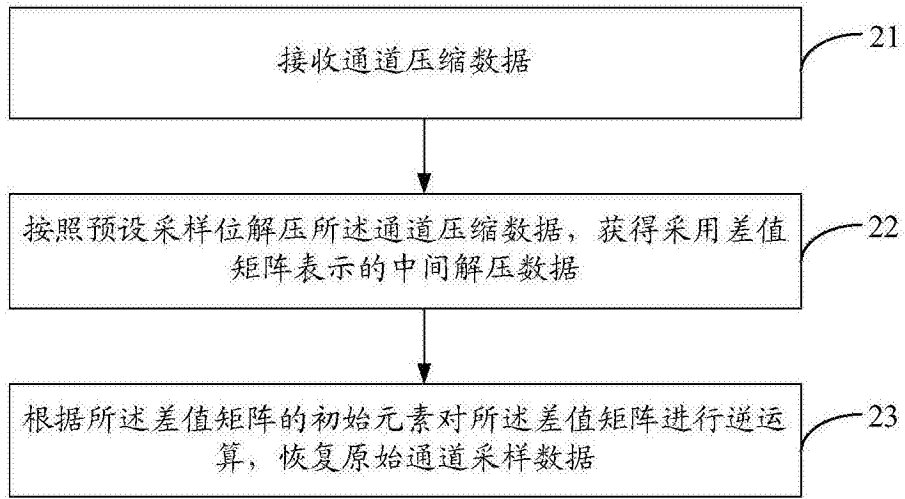 接收通道压缩数据
21
按照预设采样位解压所述通道压缩数据，获得采用差值
矩阵表示的中间解压数据
22
根据所述差值矩阵的初始元素对所述差值矩阵进行逆运
算，恢复原始通道采样数据
23